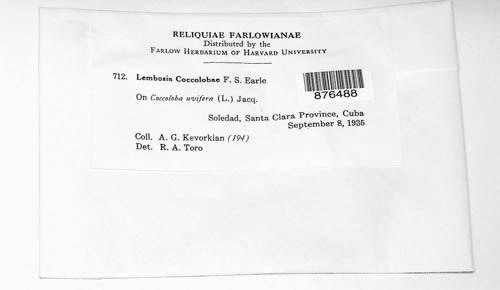 RELIQUIAE FARLOWIANAE
Distributed by the
FARLOW HERBARIUM OF HARVARD UNIVERSITY
712. Lembosia Coccolobae F. S. Earle
876488
On Coccoloba uvifera (L.) Jacq.
Soledad, Santa Clara Province, Cuba
September 8, 1935
Coll. A. G. Kevorkian (194)
Det. R. A. Toro